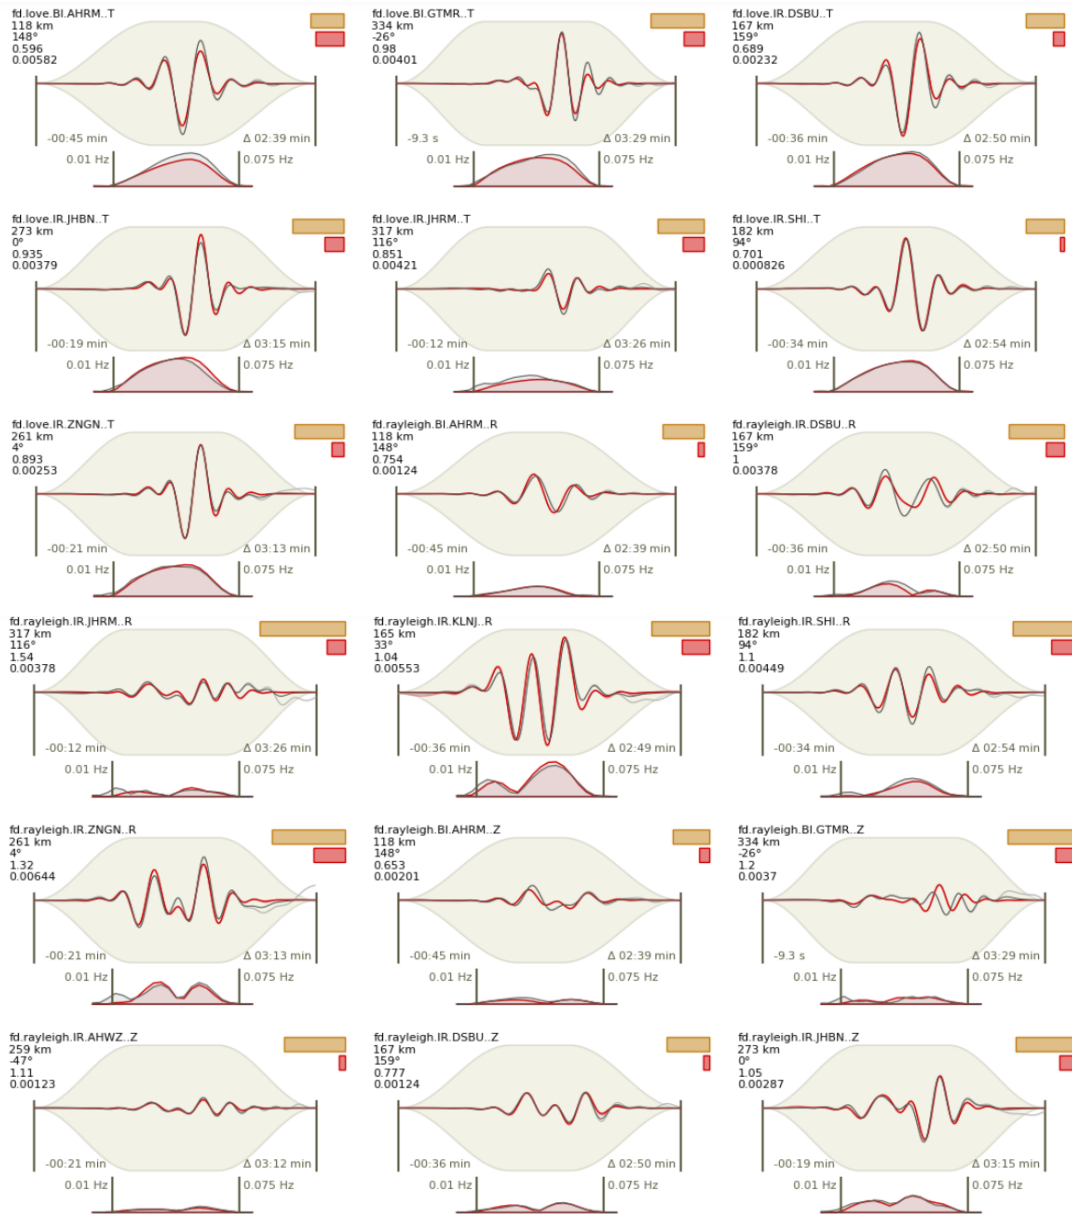 fd.love.BI.AHRM..T
118 km
148°
0.596
0.00582
-00:45 min
Δ 02:39 min
0.01 Hz
0.075 Hz
fd.love.BI.GTMR..T
334 km
-26°
0.98
0.00401
-9.3 s
Δ 03:29 min
0.01 Hz
0.075 Hz
fd.love.IR.DSBU..T
167 km
159°
0.689
0.00232
-00:36 min
Δ 02:50 min
0.01 Hz
0.075 Hz
fd.love.IR.JHBN..T
273 km
0°
0.935
0.00379
-00:19 min
Δ 03:15 min
0.01 Hz
0.075 Hz
fd.love.IR.JHRM..T
317 km
116°
0.851
0.00421
-00:12 min
Δ 03:26 min
0.01 Hz
0.075 Hz
fd.love.IR.SHI..T
182 km
94°
0.701
0.000826
-00:34 min
Δ 02:54 min
0.01 Hz
0.075 Hz
fd.love.IR.ZNGN..T
261 km
4°
0.893
0.00253
-00:21 min
Δ 03:13 min
0.01 Hz
0.075 Hz
fd.rayleigh.BI.AHRM..R
118 km
148°
0.754
0.00124
-00:45 min
Δ 02:39 min
0.01 Hz
0.075 Hz
fd.rayleigh.IR.DSBU..R
167 km
159°
1
0.00378
-00:36 min
Δ 02:50 min
0.01 Hz
0.075 Hz
fd.rayleigh.IR.JHRM..R
317 km
116°
1.54
0.00378
-00:12 min
Δ 03:26 min
0.01 Hz
0.075 Hz
fd.rayleigh.IR.KLNJ..R
165 km
33°
1.04
0.00553
-00:36 min
Δ 02:49 min
0.01 Hz
0.075 Hz
fd.rayleigh.IR.SHI..R
182 km
94°
1.1
0.00449
-00:34 min
Δ 02:54 min
0.01 Hz
0.075 Hz
fd.rayleigh.IR.ZNGN..R
261 km
4°
1.32
0.00644
-00:21 min
Δ 03:13 min
0.01 Hz
0.075 Hz
fd.rayleigh.BI.AHRM..Z
118 km
148°
0.653
0.00201
-00:45 min
Δ 02:39 min
0.01 Hz
0.075 Hz
fd.rayleigh.BI.GTMR..Z
334 km
-26°
1.2
0.0037
-9.3 s
Δ 03:29 min
0.01 Hz
0.075 Hz
fd.rayleigh.IR.AHWZ..Z
259 km
-47°
1.11
0.00123
-00:21 min
Δ 03:12 min
0.01 Hz
0.075 Hz
fd.rayleigh.IR.DSBU..Z
167 km
159°
0.777
0.00124
-00:36 min
Δ 02:50 min
0.01 Hz
0.075 Hz
fd.rayleigh.IR.JHBN..Z
273 km
0°
1.05
0.00287
-00:19 min
Δ 03:15 min
0.01 Hz
0.075 Hz